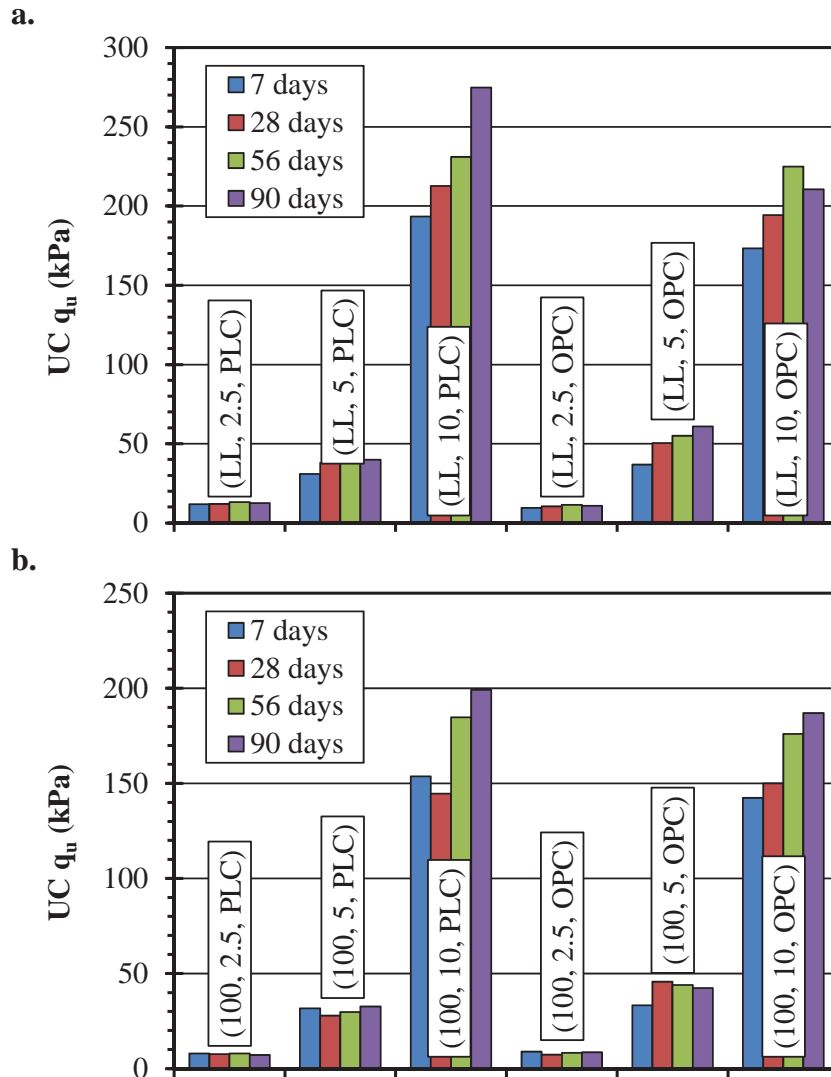 a.
300
250
200
150
100
50
0
UC qu (kPa)
7 days
28 days
56 days
90 days
(LL, 2.5, PLC)
(LL, 5, PLC)
(LL, 10, PLC)
(LL, 2.5, OPC)
(LL, 5, OPC)
(LL, 10, OPC)
b.
250
200
150
100
50
0
UC qu (kPa)
7 days
28 days
56 days
90 days
(100, 2.5, PLC)
(100, 5, PLC)
(100, 10, PLC)
(100, 2.5, OPC)
(100, 5, OPC)
(100, 10, OPC)